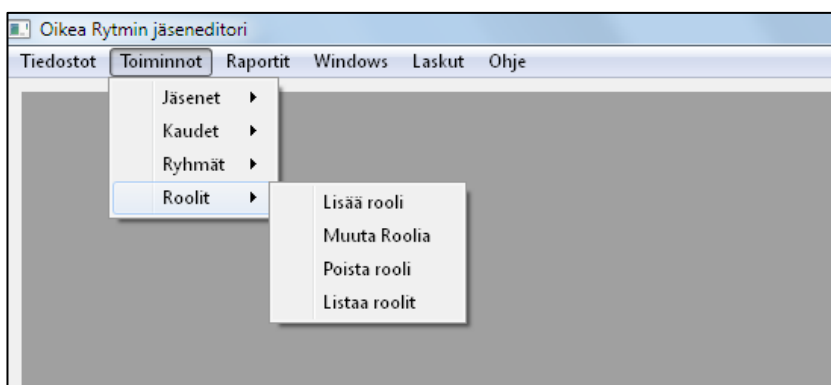 Oikea Rytmin jäseneditori
Tiedostot Toiminnot Raportit Windows Laskut Ohje
Jäsenet
Kaudet
Ryhmät
Roolit
Lisää rooli
Muuta Roolia
Poista rooli
Listaa roolit